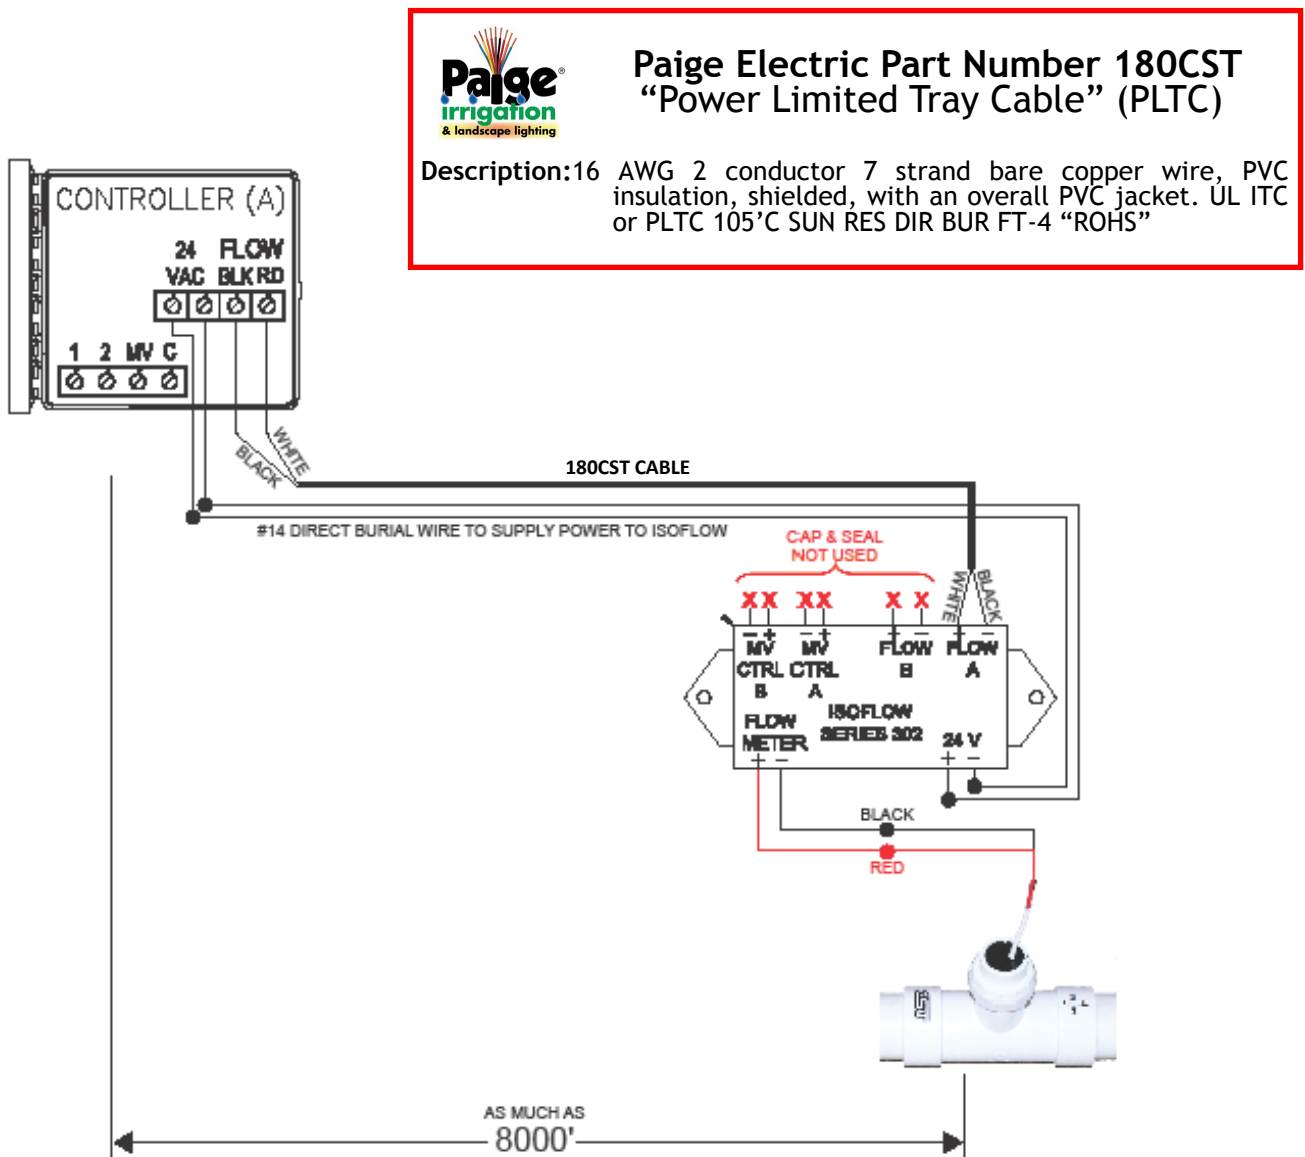 Paige®
irrigation
& landscape lighting
Paige Electric Part Number 180CST
“Power Limited Tray Cable” (PLTC)
Description:16 AWG 2 conductor 7 strand bare copper wire, PVC
insulation, shielded, with an overall PVC jacket. UL ITC
or PLTC 105’C SUN RES DIR BUR FT-4 “ROHS”
CONTROLLER (A)
24 FLOW
VAC BLK RD
1 2 MV C
WHITE
BLACK
180CST CABLE
#14 DIRECT BURIAL WIRE TO SUPPLY POWER TO ISOFLOW
CAP & SEAL
NOT USED
X X X X X X
WHITE
BLACK
− + − + + − + −
MV MV FLOW FLOW
CTRL CTRL B A
B A
ISOFLOW
SERIES 302
FLOW
METER
+ −
24 V
+ −
BLACK
RED
AS MUCH AS
8000'